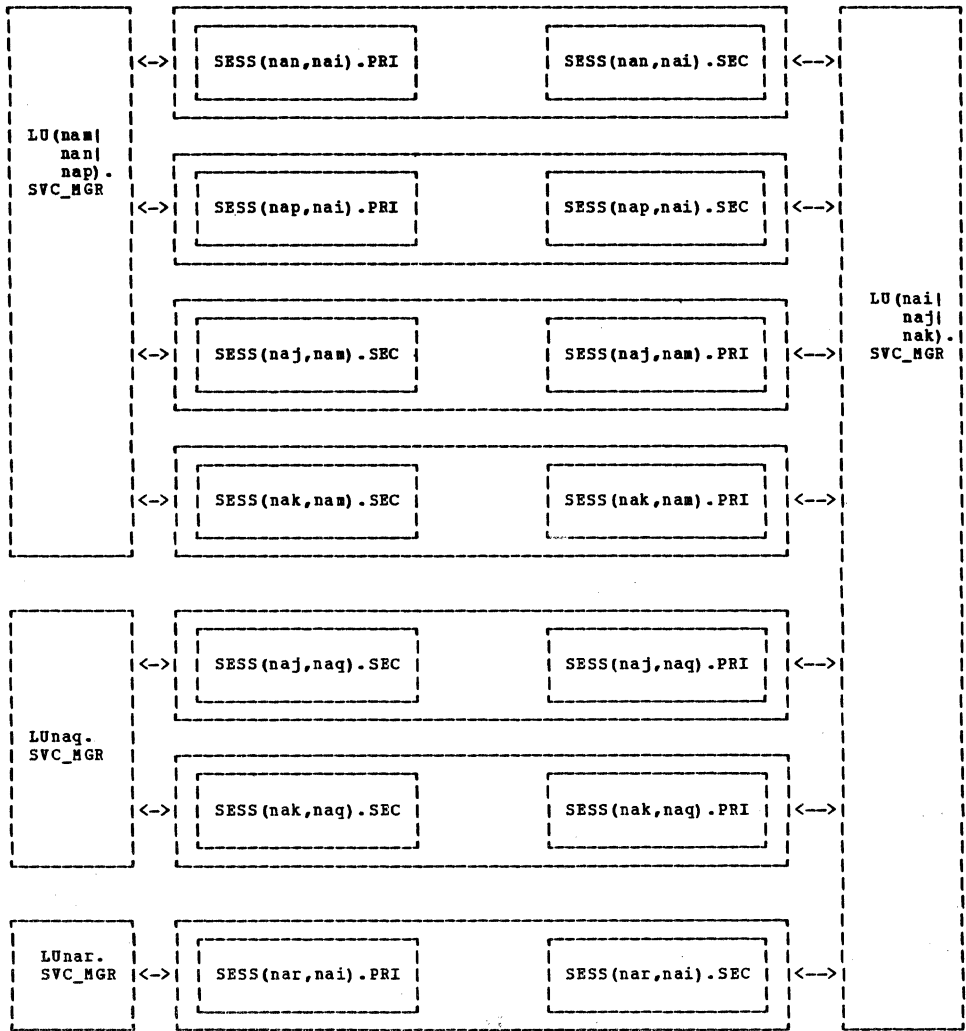 SESS(nan,nai).PRI
SESS(nan,nai).SEC
<->
<-->
LU(nam|
nan|
nap).
SVC_MGR
<->
SESS(nap,nai).PRI
SESS(nap,nai).SEC
<-->
LU(nai|
naj|
nak).
SVC_MGR
<->
SESS(naj,nam).SEC
SESS(naj,nam).PRI
<-->
<->
SESS(nak,nam).SEC
SESS(nak,nam).PRI
<-->
<->
SESS(naj,naq).SEC
SESS(naj,naq).PRI
<-->
LUnaq.
SVC_MGR
<->
SESS(nak,naq).SEC
SESS(nak,naq).PRI
<-->
LUnar.
SVC_MGR
<->
SESS(nar,nai).PRI
SESS(nar,nai).SEC
<-->